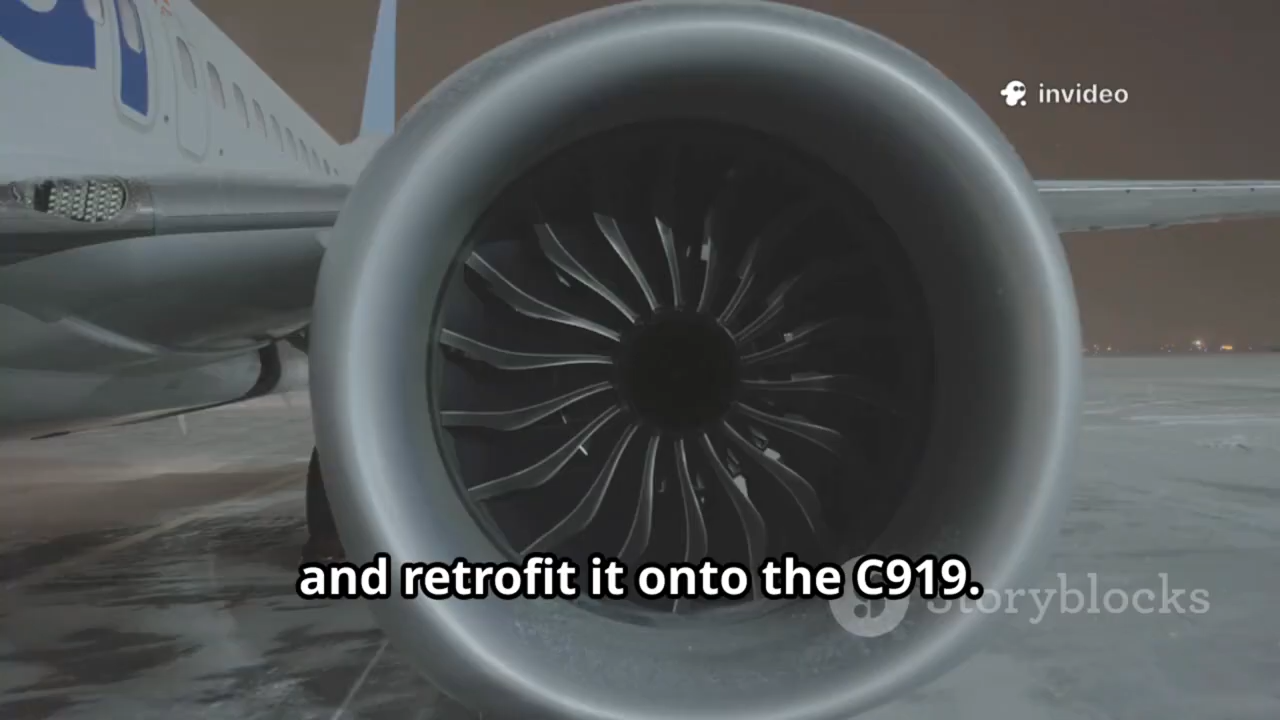 invideo
and retrofit it onto the C919.
Storyblocks